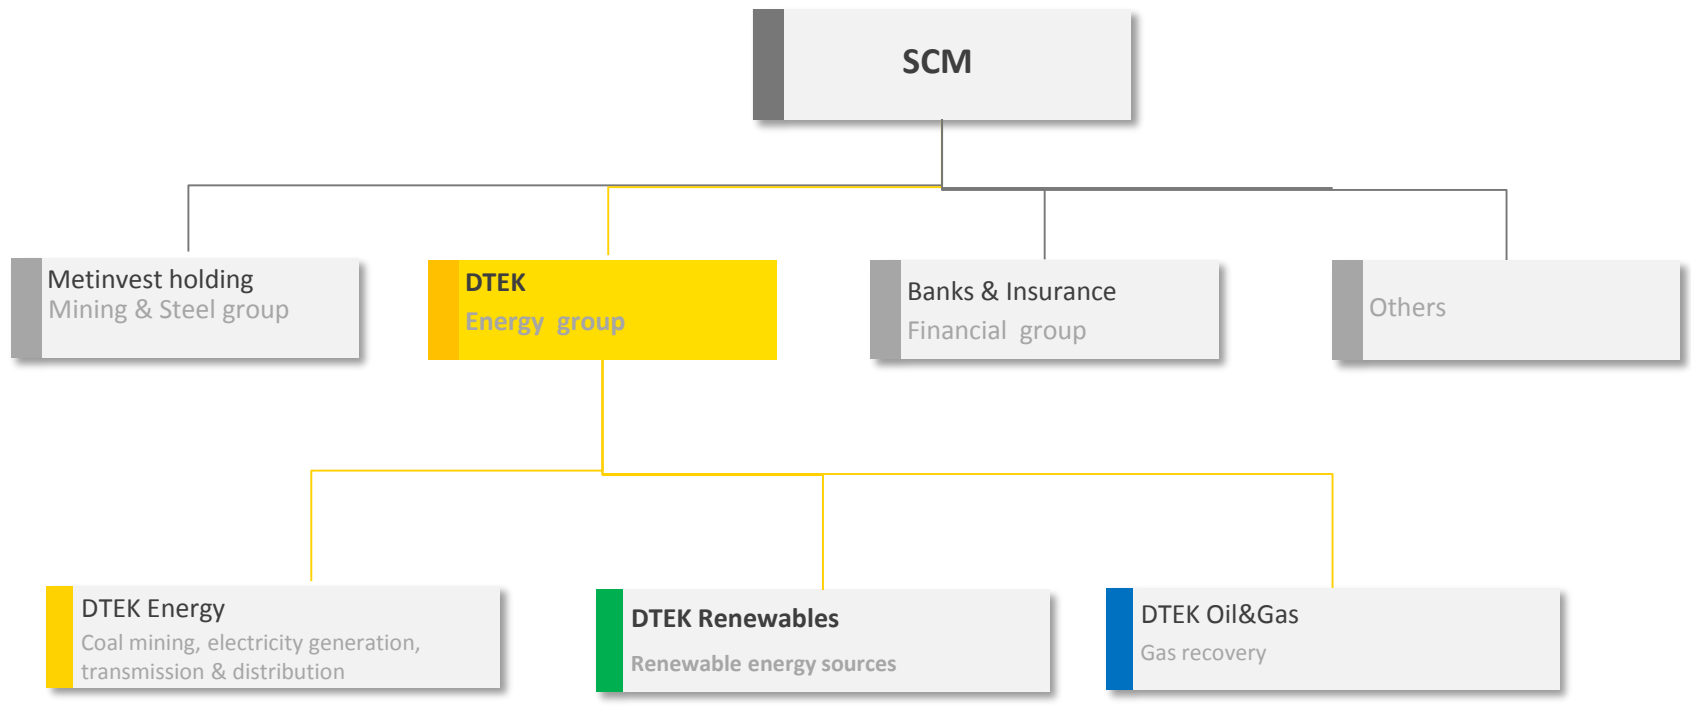 SCM
Metinvest holding
Mining & Steel group
DTEK
Energy group
Banks & Insurance
Financial group
Others
DTEK Energy
Coal mining, electricity generation,
transmission & distribution
DTEK Renewables
Renewable energy sources
DTEK Oil&Gas
Gas recovery